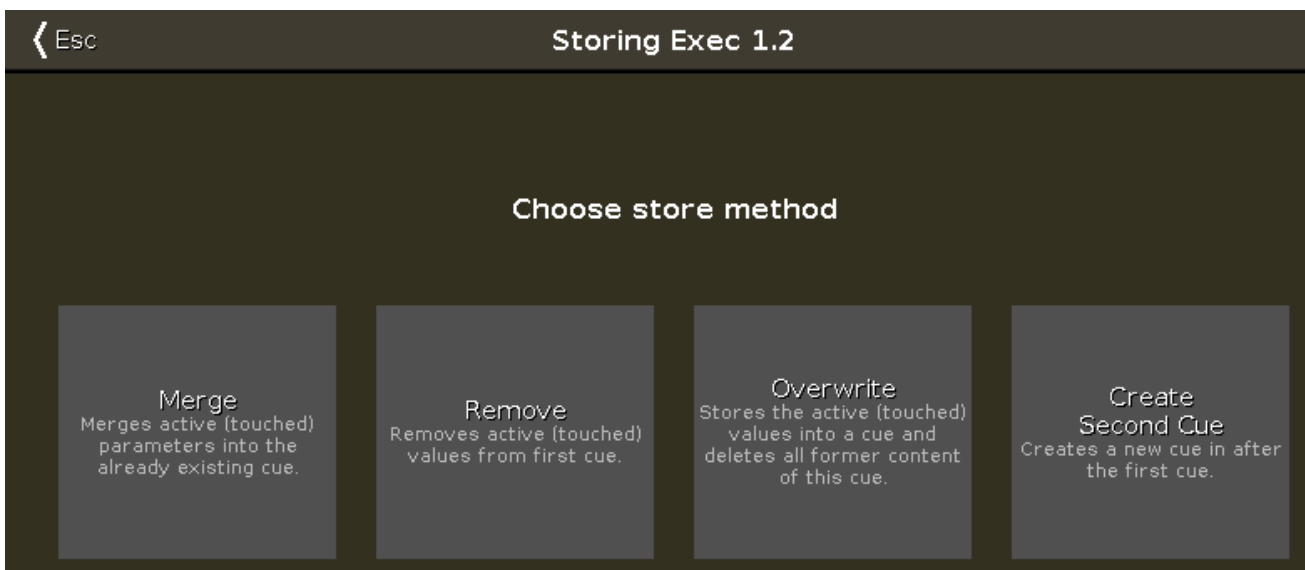 Esc
Storing Exec 1.2
Choose store method
Merge
Merges active (touched)
parameters into the
already existing cue.
Remove
Removes active (touched)
values from first cue.
Overwrite
Stores the active (touched)
values into a cue and
deletes all former content
of this cue.
Create
Second Cue
Creates a new cue in after
the first cue.